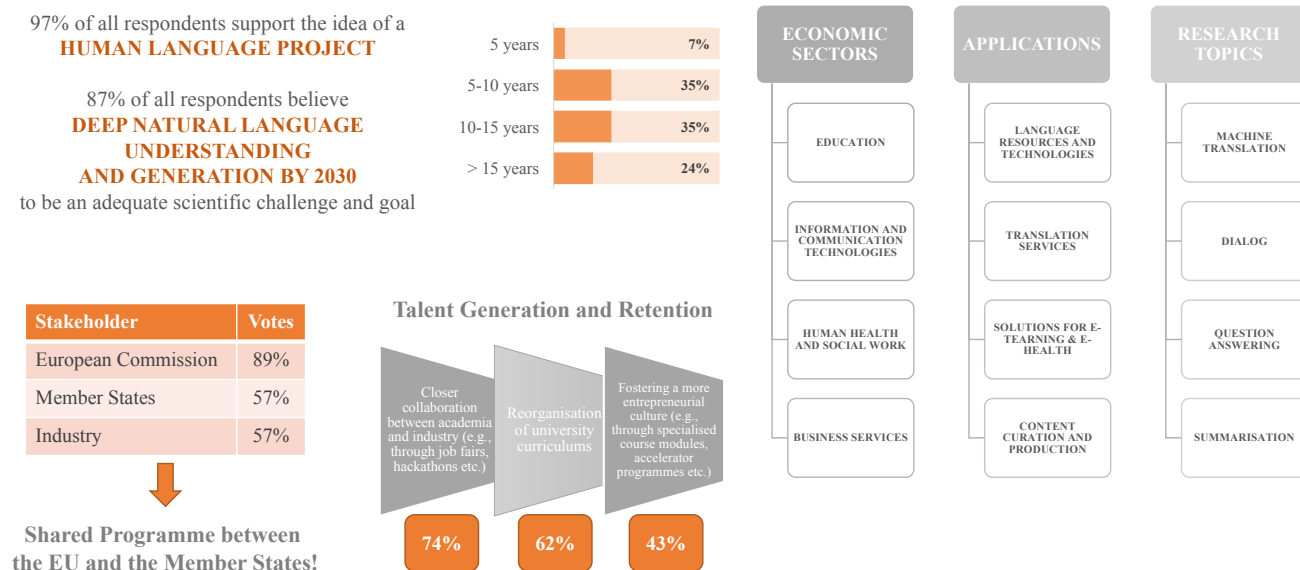 97% of all respondents support the idea of a
HUMAN LANGUAGE PROJECT
87% of all respondents believe
DEEP NATURAL LANGUAGE
UNDERSTANDING
AND GENERATION BY 2030
to be an adequate scientific challenge and goal
5 years 7%
5-10 years 35%
10-15 years 35%
> 15 years 24%
Stakeholder Votes
European Commission 89%
Member States 57%
Industry 57%
Shared Programme between
the EU and the Member States!
Talent Generation and Retention
Closer
collaboration
between academia
and industry (e.g.,
through job fairs,
hackathons etc.)
74%
Reorganisation
of university
curriculums
62%
Fostering a more
entrepreneurial
culture (e.g.,
through specialised
course modules,
accelerator
programmes etc.)
43%
ECONOMIC
SECTORS
EDUCATION
INFORMATION AND
COMMUNICATION
TECHNOLOGIES
HUMAN HEALTH
AND SOCIAL WORK
BUSINESS SERVICES
APPLICATIONS
LANGUAGE
RESOURCES AND
TECHNOLOGIES
TRANSLATION
SERVICES
SOLUTIONS FOR E-
TEARNING & E-
HEALTH
CONTENT
CURATION AND
PRODUCTION
RESEARCH
TOPICS
MACHINE
TRANSLATION
DIALOG
QUESTION
ANSWERING
SUMMARISATION